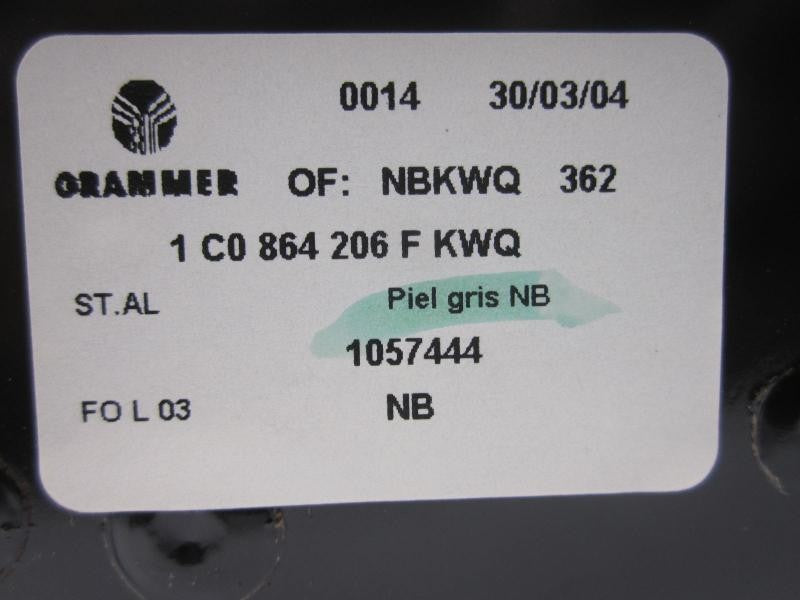 0014 30/03/04
GRAMMER OF: NBKWQ 362
1 C0 864 206 F KWQ
ST.AL Piel gris NB
1057444
FO L 03 NB